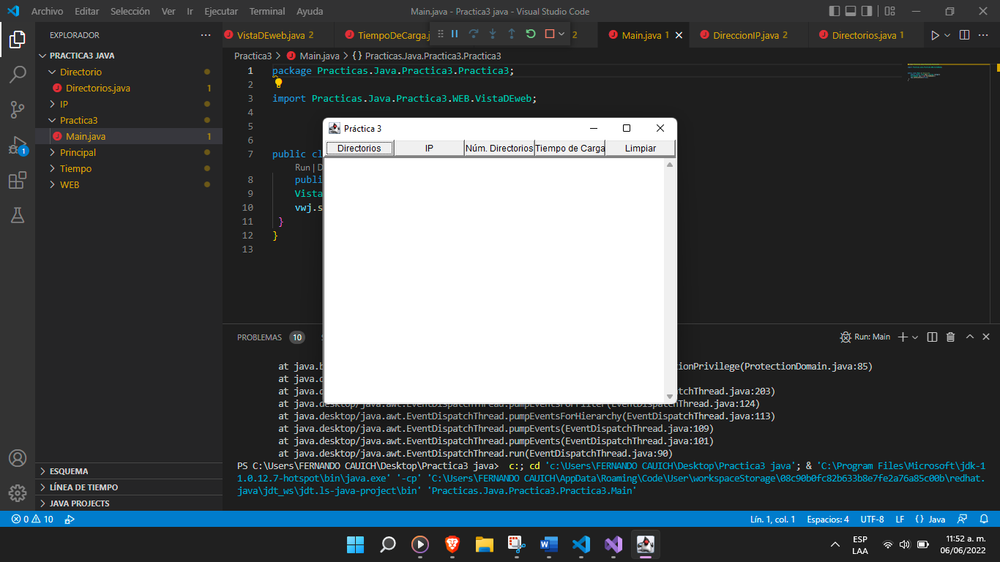 Archivo Editar Selección Ver Ir Ejecutar Terminal Ayuda Main.java - Practica3 java - Visual Studio Code
EXPLORADOR
PRACTICA3 JAVA
Directorio
Directorios.java 1
IP
Practica3
Main.java 1
Principal
Tiempo
WEB
ESQUEMA
LÍNEA DE TIEMPO
JAVA PROJECTS
1
VistaDEweb.java 2 TiempoDeCarga.j 2 Main.java 1 DireccionIP.java 2 Directorios.java 1
Practica3 > Main.java > {} Practicas.Java.Practica3.Practica3
1 package Practicas.Java.Practica3.Practica3;
2
3 import Practicas.Java.Practica3.WEB.VistaDEweb;
4
5
6
7 public cl
Run | D
8 publi
9 Vista
10 vwj.s
11 }
12 }
13
Práctica 3
Directorios IP Núm. Directorios Tiempo de Carga Limpiar
PROBLEMAS 10 Run: Main
at java.b ionPrivilege(ProtectionDomain.java:85)
at java.d
at java.d tchThread.java:203)
at java.desktop/java.awt.EventDispatchThread.pumpEventsForFilter(EventDispatchThread.java:124)
at java.desktop/java.awt.EventDispatchThread.pumpEventsForHierarchy(EventDispatchThread.java:113)
at java.desktop/java.awt.EventDispatchThread.pumpEvents(EventDispatchThread.java:109)
at java.desktop/java.awt.EventDispatchThread.pumpEvents(EventDispatchThread.java:101)
at java.desktop/java.awt.EventDispatchThread.run(EventDispatchThread.java:90)
PS C:\Users\FERNANDO CAUICH\Desktop\Practica3 java> c:; cd 'c:\Users\FERNANDO CAUICH\Desktop\Practica3 java'; & 'C:\Program Files\Microsoft\jdk-1
1.0.12.7-hotspot\bin\java.exe' '-cp' 'C:\Users\FERNANDO CAUICH\AppData\Roaming\Code\User\workspaceStorage\08c90b0fc82b633b8e7fe2a76a85c00b\redhat.
java\jdt_ws\jdt.ls-java-project\bin' 'Practicas.Java.Practica3.Practica3.Main'
0 10 Lín. 1, col. 1 Espacios: 4 UTF-8 LF {} Java
ESP
LAA
11:52 a. m.
06/06/2022